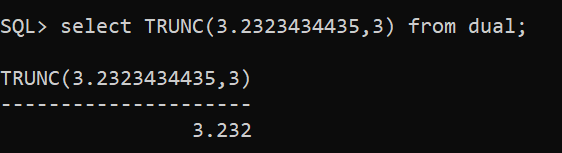 SQL> select TRUNC(3.2323434435,3) from dual;
TRUNC(3.2323434435,3)
---------------------
3.232